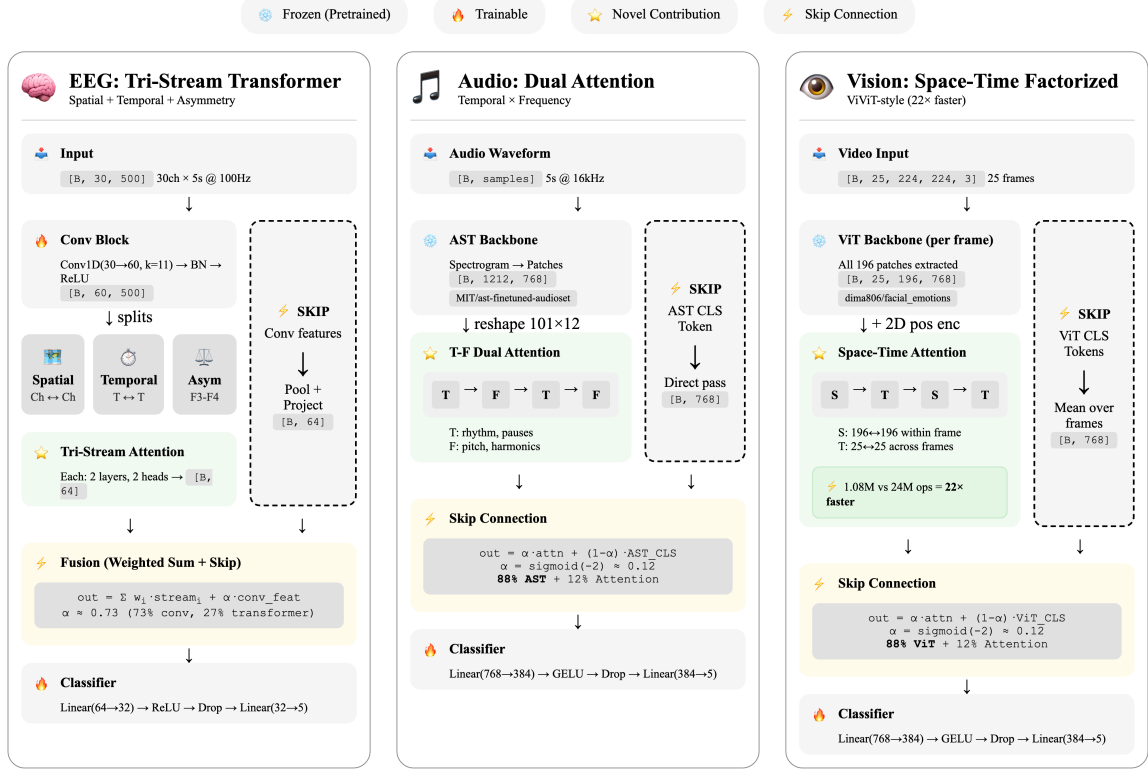 Frozen (Pretrained)
Trainable
Novel Contribution
Skip Connection
EEG: Tri-Stream Transformer
Spatial + Temporal + Asymmetry
Input
[B, 30, 500] 30ch × 5s @ 100Hz
↓
Conv Block
Conv1D(30→60, k=11) → BN →
ReLU
[B, 60, 500]
↓ splits
Spatial
Ch ↔ Ch
Temporal
T ↔ T
Asym
F3-F4
Tri-Stream Attention
Each: 2 layers, 2 heads → [B,
64]
⚡ SKIP
Conv features
↓
Pool +
Project
[B, 64]
↓ ↓
Fusion (Weighted Sum + Skip)
out = Σ wᵢ·streamᵢ + α·conv_feat
α ≈ 0.73 (73% conv, 27% transformer)
↓
Classifier
Linear(64→32) → ReLU → Drop → Linear(32→5)
Audio: Dual Attention
Temporal × Frequency
Audio Waveform
[B, samples] 5s @ 16kHz
↓
AST Backbone
Spectrogram → Patches
[B, 1212, 768]
MIT/ast-finetuned-audioset
↓ reshape 101×12
T-F Dual Attention
T → F → T → F
T: rhythm, pauses
F: pitch, harmonics
⚡ SKIP
AST CLS
Token
↓
Direct pass
[B, 768]
↓ ↓
Skip Connection
out = α·attn + (1-α)·AST_CLS
α = sigmoid(-2) ≈ 0.12
88% AST + 12% Attention
↓
Classifier
Linear(768→384) → GELU → Drop → Linear(384→5)
Vision: Space-Time Factorized
ViViT-style (22× faster)
Video Input
[B, 25, 224, 224, 3] 25 frames
↓
ViT Backbone (per frame)
All 196 patches extracted
[B, 25, 196, 768]
dima806/facial_emotions
↓ + 2D pos enc
Space-Time Attention
S → T → S → T
S: 196↔196 within frame
T: 25↔25 across frames
⚡ 1.08M vs 24M ops = 22×
faster
⚡ SKIP
ViT CLS
Tokens
↓
Mean over
frames
[B, 768]
↓ ↓
Skip Connection
out = α·attn + (1-α)·ViT_CLS
α = sigmoid(-2) ≈ 0.12
88% ViT + 12% Attention
↓
Classifier
Linear(768→384) → GELU → Drop → Linear(384→5)